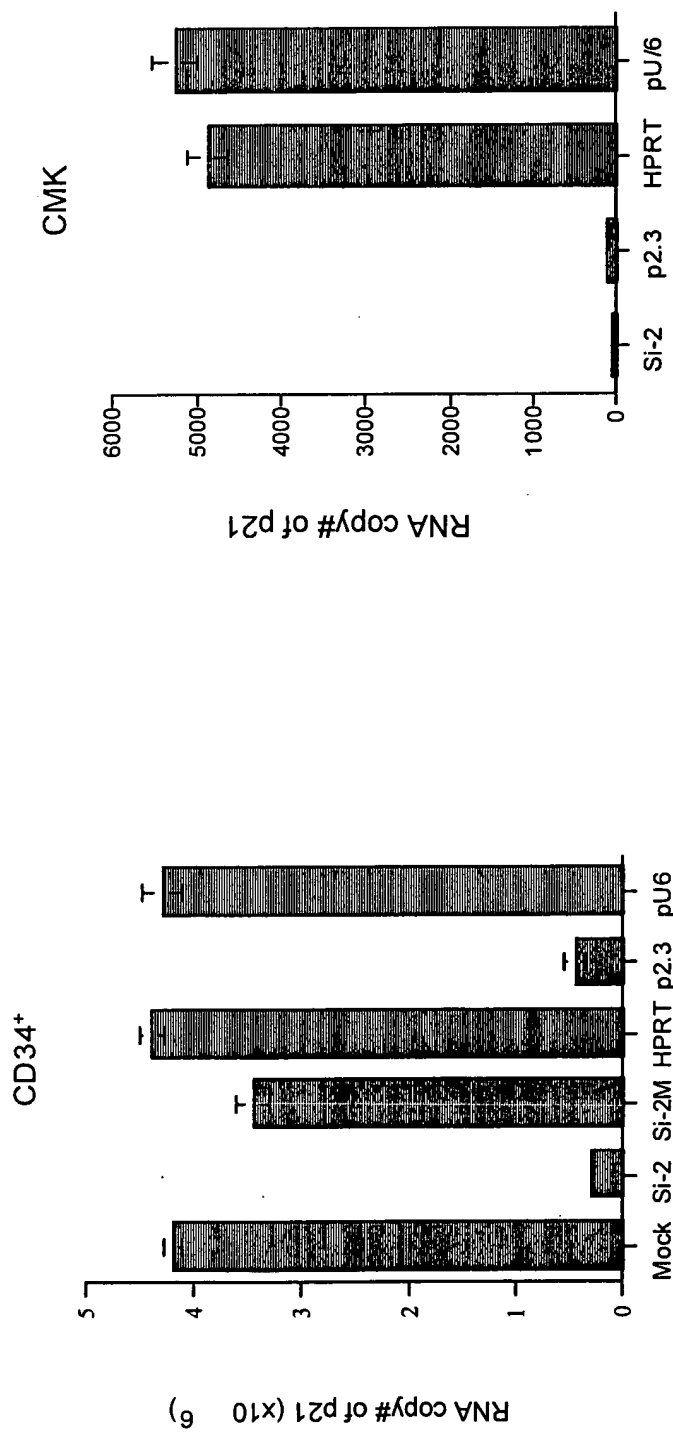 CD34+
RNA copy# of p21 (x10 6)
5
4
3
2
1
0
Mock Si-2 Si-2M HPRT p2.3 pU6
CMK
RNA copy# of p21
6000
5000
4000
3000
2000
1000
0
Si-2 p2.3 HPRT pU/6